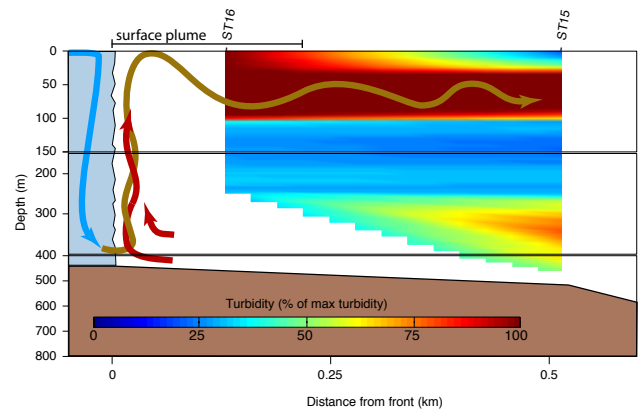 ST16
ST15
surface plume
0
50
100
150
200
300
400
500
600
700
800
Depth (m)
Turbidity (% of max turbidity)
0 25 50 75 100
0 0.25 0.5
Distance from front (km)